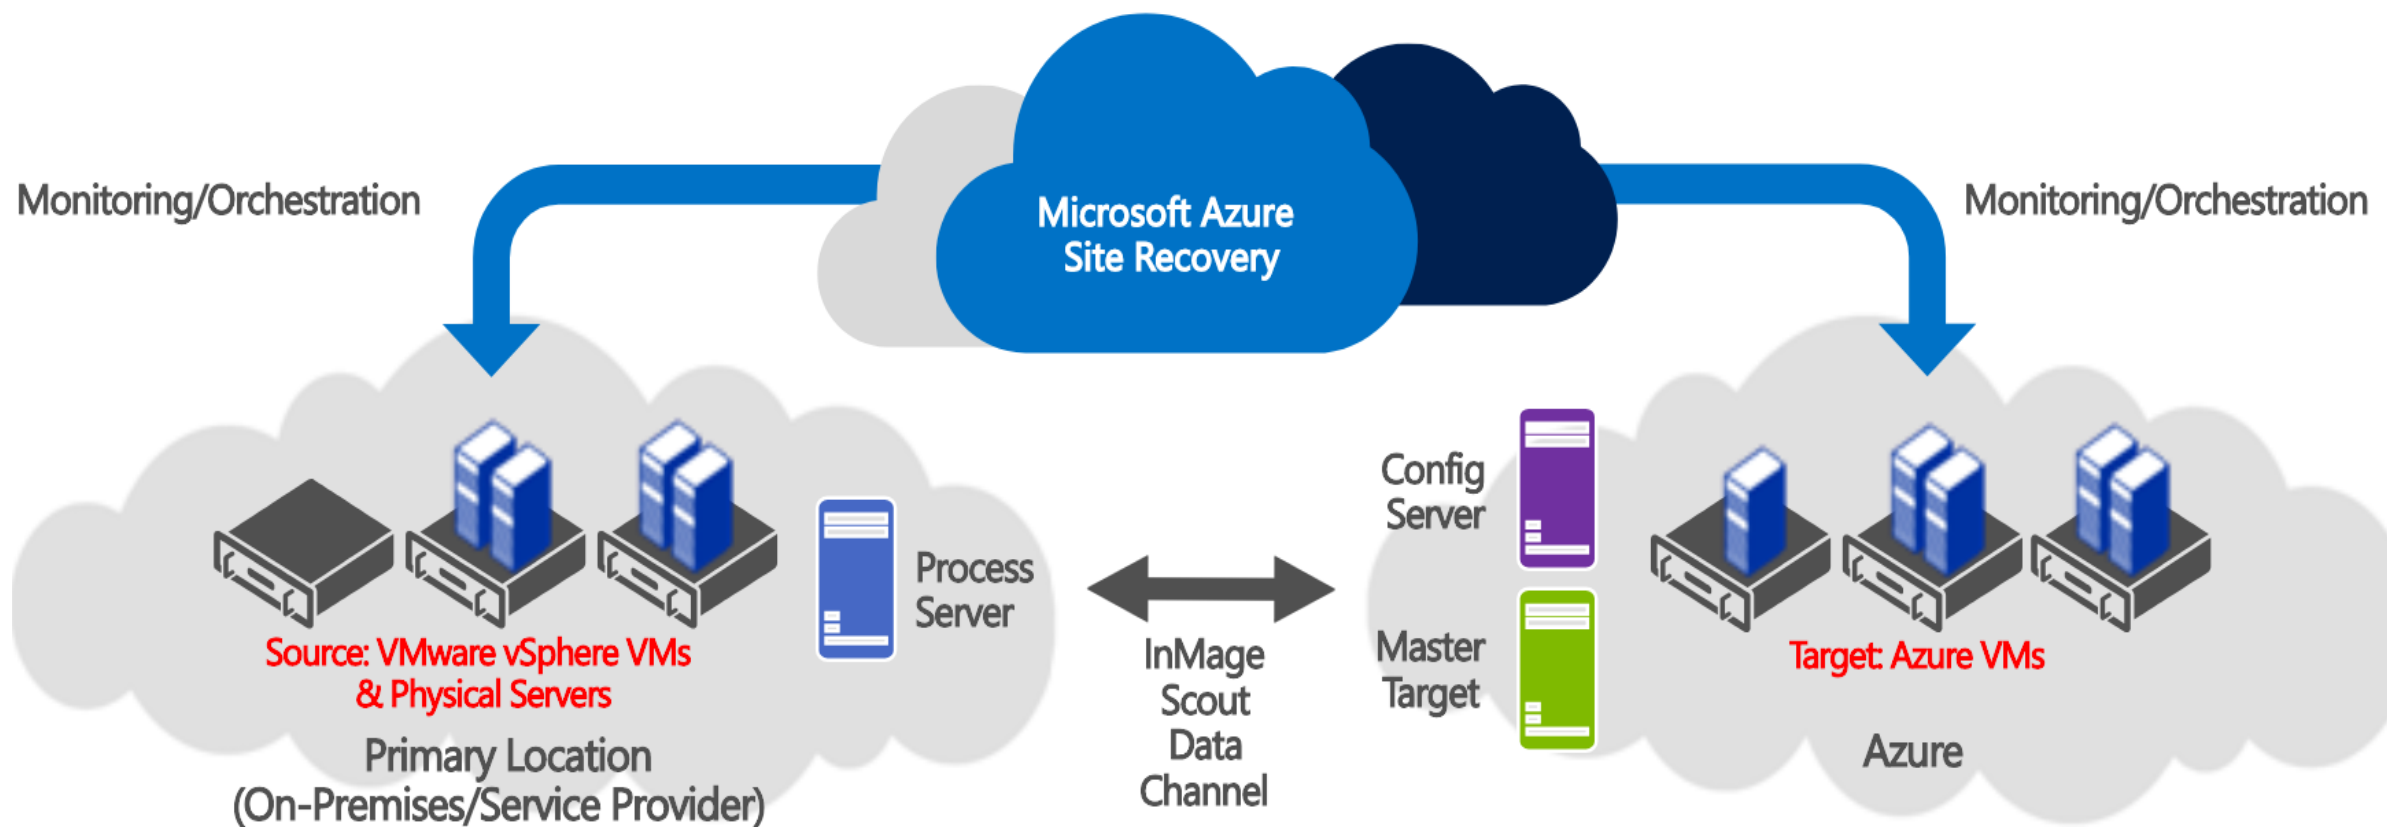 Monitoring/Orchestration
Microsoft Azure
Site Recovery
Monitoring/Orchestration
Source: VMware vSphere VMs
& Physical Servers
Process
Server
Primary Location
(On-Premises/Service Provider)
InMage
Scout
Data
Channel
Config
Server
Master
Target
Target: Azure VMs
Azure